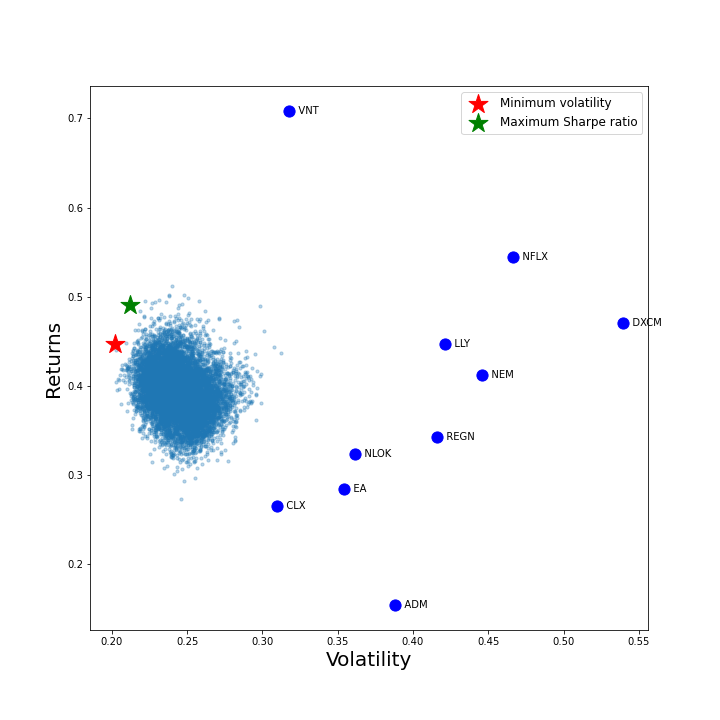 Minimum volatility
Maximum Sharpe ratio
0.7
VNT
0.6
NFLX
0.5
DXCM
LLY
NEM
0.4
REGN
NLOK
0.3
EA
CLX
0.2
ADM
Returns
0.20 0.25 0.30 0.35 0.40 0.45 0.50 0.55
Volatility